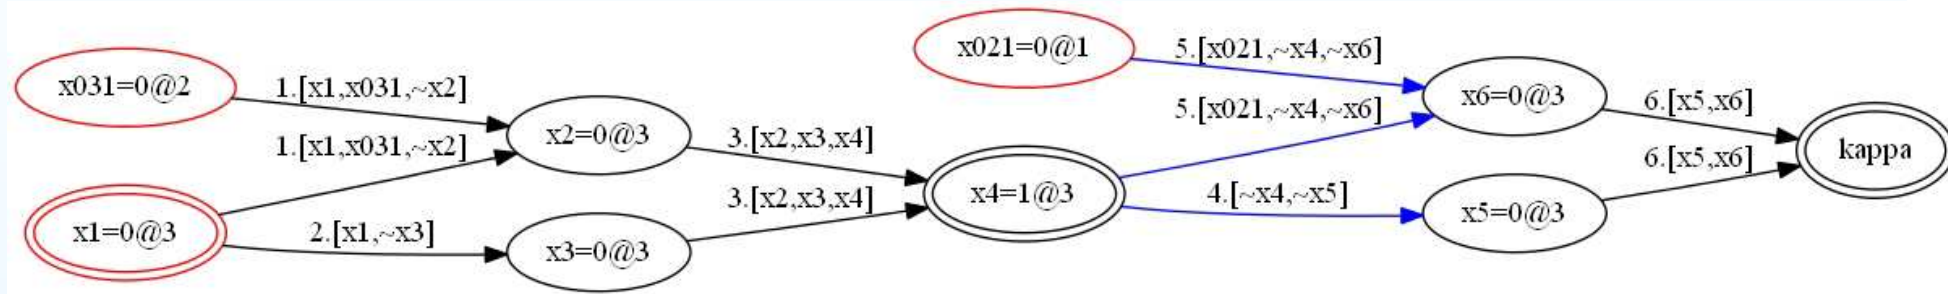 x031=0@2
1.[x1,x031,~x2]
1.[x1,x031,~x2]
x1=0@3
2.[x1,~x3]
x2=0@3
x3=0@3
3.[x2,x3,x4]
3.[x2,x3,x4]
x021=0@1
x4=1@3
5.[x021,~x4,~x6]
5.[x021,~x4,~x6]
4.[~x4,~x5]
x6=0@3
x5=0@3
6.[x5,x6]
6.[x5,x6]
kappa